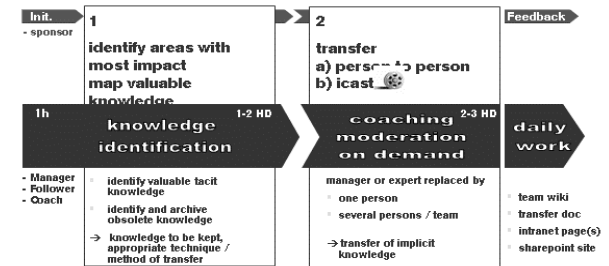 Init.
- sponsor
1
identify areas with
most impact
map valuable
knowledge
2
transfer
a) person to person
b) icast
Feedback
1h
knowledge
identification
1-2 HD
coaching
moderation
on demand
2-3 HD
daily
work
- Manager
- Follower
- Coach
identify valuable tacit
knowledge
identify and archive
obsolete knowledge
→ knowledge to be kept,
appropriate technique /
method of transfer
manager or expert replaced by
one person
several persons / team
→ transfer of implicit
knowledge
team wiki
transfer doc
intranet page(s)
sharepoint site